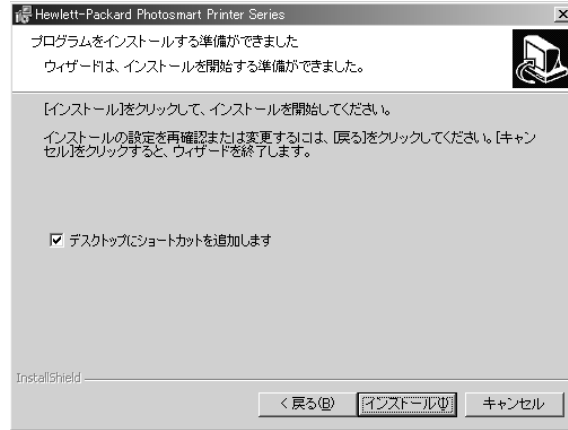 Hewlett-Packard Photosmart Printer Series
プログラムをインストールする準備ができました
ウィザードは、インストールを開始する準備ができました。
[インストール]をクリックして、インストールを開始してください。
インストールの設定を再確認または変更するには、[戻る]をクリックしてください。[キャン
セル]をクリックすると、ウィザードを終了します。
デスクトップにショートカットを追加します
InstallShield
< 戻る(B) インストール(I) キャンセル